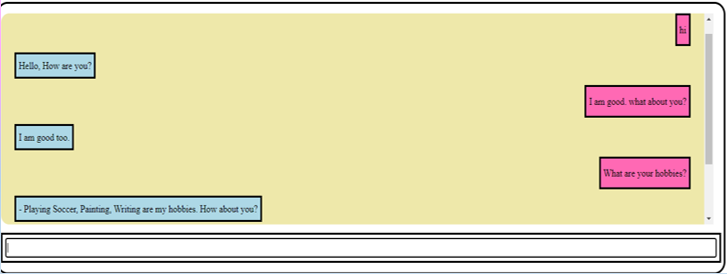 hi
Hello, How are you?
I am good. what about you?
I am good too.
What are your hobbies?
- Playing Soccer, Painting, Writing are my hobbies. How about you?